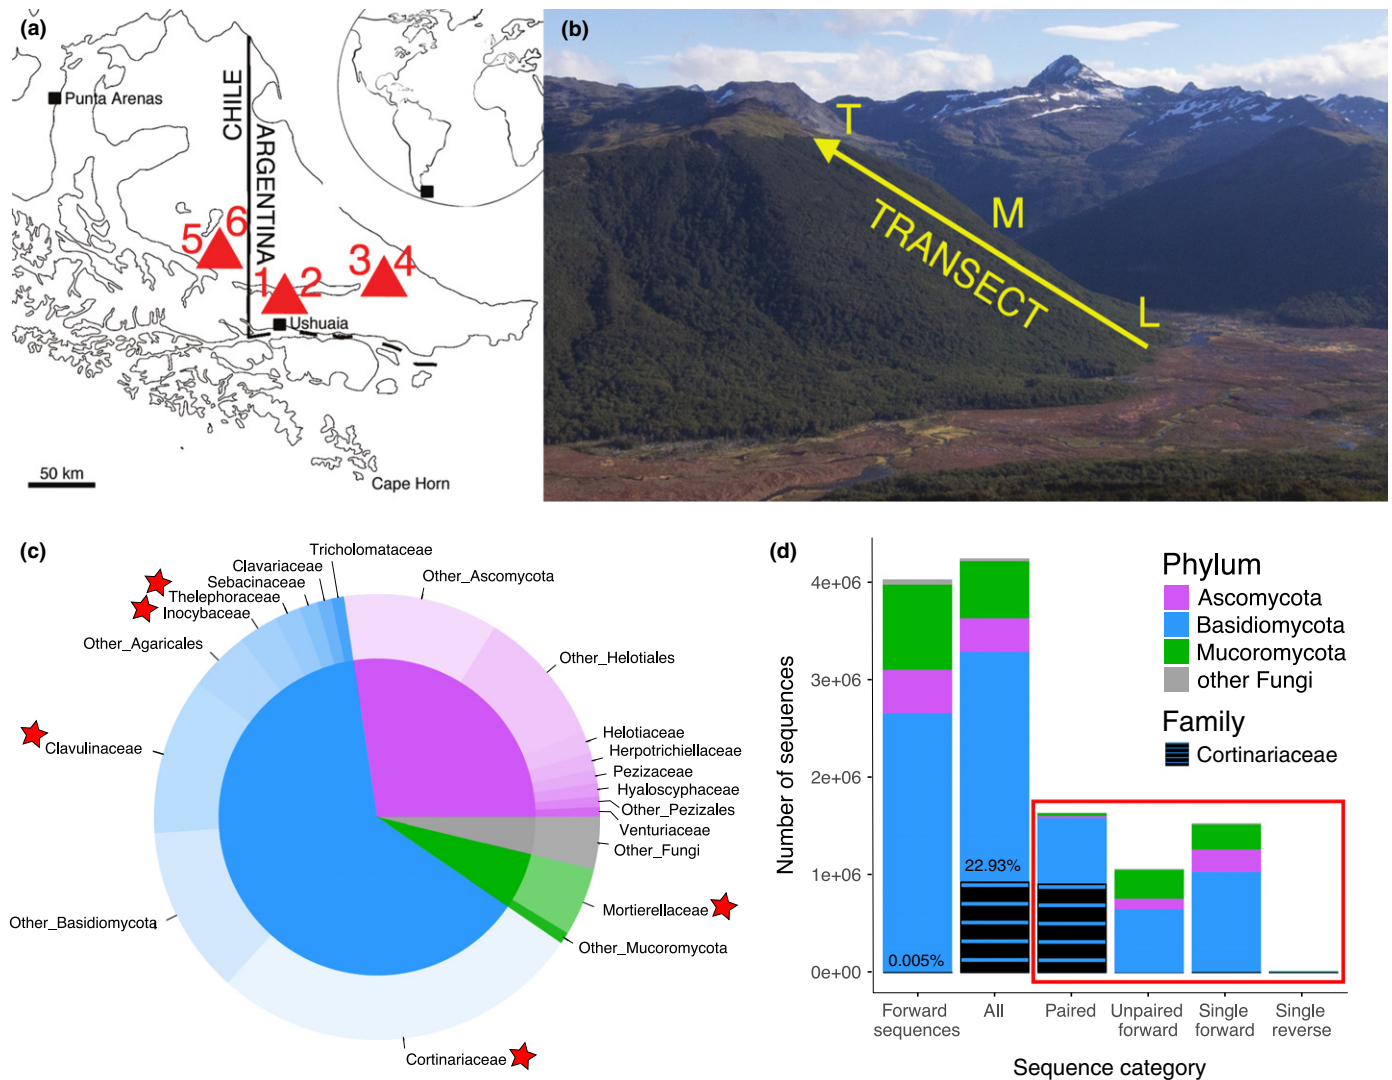 (a)
CHILE
ARGENTINA
Punta Arenas
5 6
1 2
3 4
Ushuaia
50 km
Cape Horn
(b)
T
M
L
TRANSECT
(c)
Tricholomataceae
Clavariaceae
Sebacinaceae
Thelephoraceae
Inocybaceae
Other_Agaricales
Clavulinaceae
Other_Basidiomycota
Cortinariaceae
Other_Ascomycota
Other_Helotiales
Helotiaceae
Herpotrichiellaceae
Pezizaceae
Hyaloscyphaceae
Other_Pezizales
Venturiaceae
Other_Fungi
Mortierellaceae
Other_Mucoromycota
(d)
Number of sequences
4e+06
3e+06
2e+06
1e+06
0e+00
0.005%
22.93%
Phylum
Ascomycota
Basidiomycota
Mucoromycota
other Fungi
Family
Cortinariaceae
Forward
sequences
All
Paired
Unpaired
forward
Single
forward
Single
reverse
Sequence category